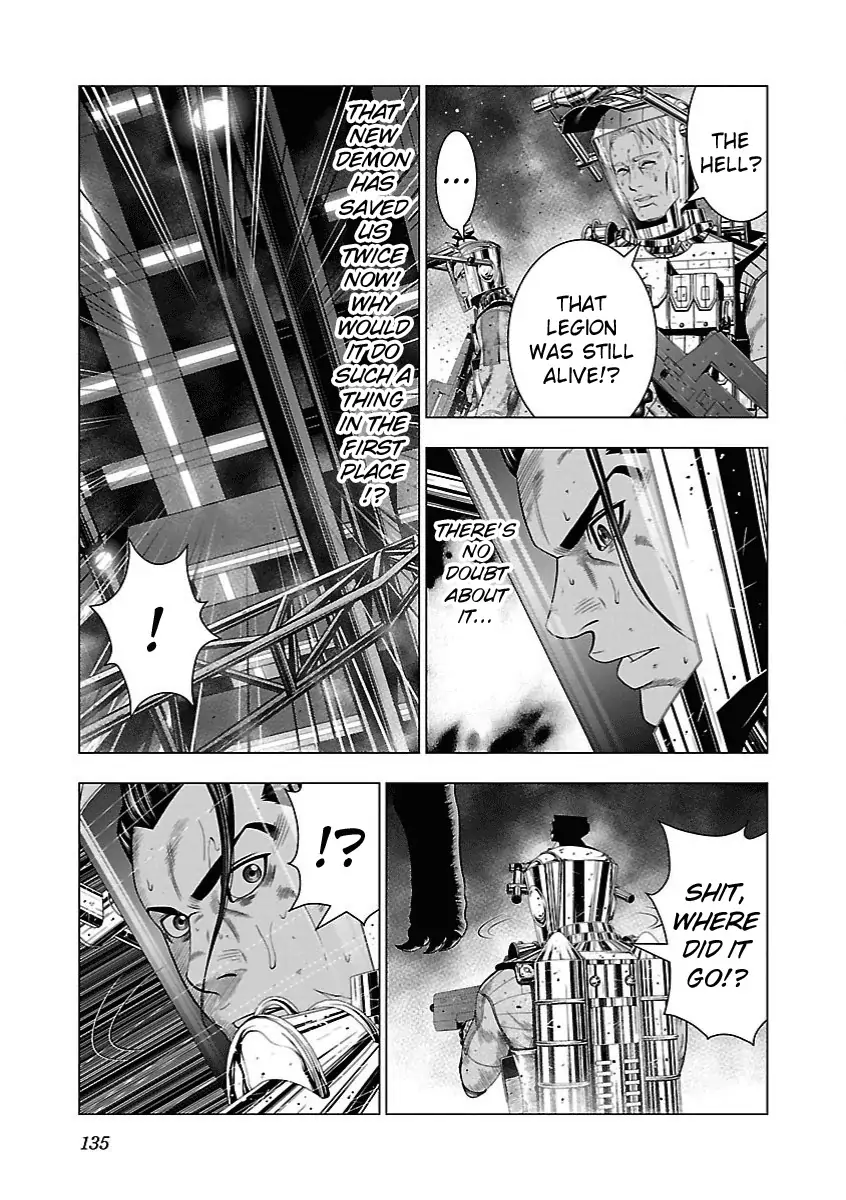 THE
HELL?
...
THAT
LEGION
WAS STILL
ALIVE!?
THERE'S
NO
DOUBT
ABOUT
IT...
THAT
NEW
DEMON
HAS
SAVED
US
TWICE
NOW!
WHY
WOULD
IT DO
SUCH A
THING
IN THE
FIRST
PLACE
!?
!
SHIT,
WHERE
DID IT
GO!?
!?
135